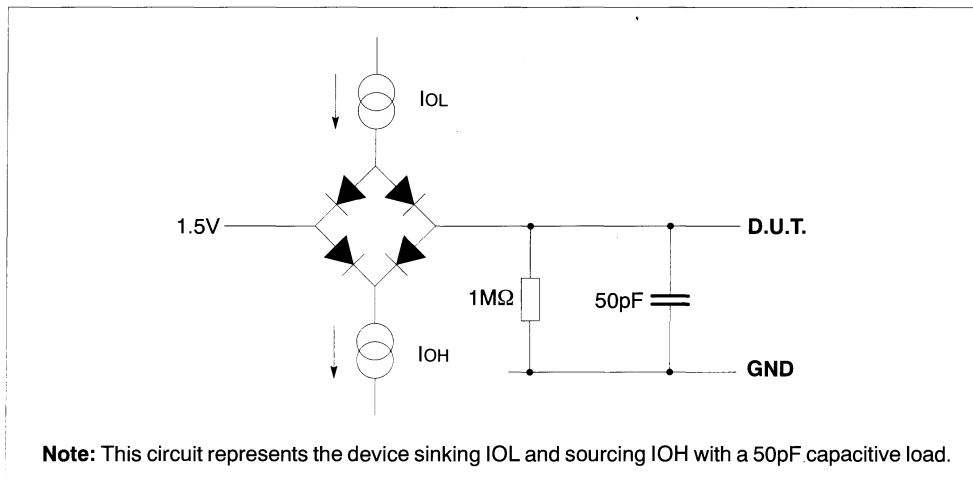 IOL
1.5V
D.U.T.
1MΩ
50pF
IOH
GND
Note: This circuit represents the device sinking IOL and sourcing IOH with a 50pF capacitive load.